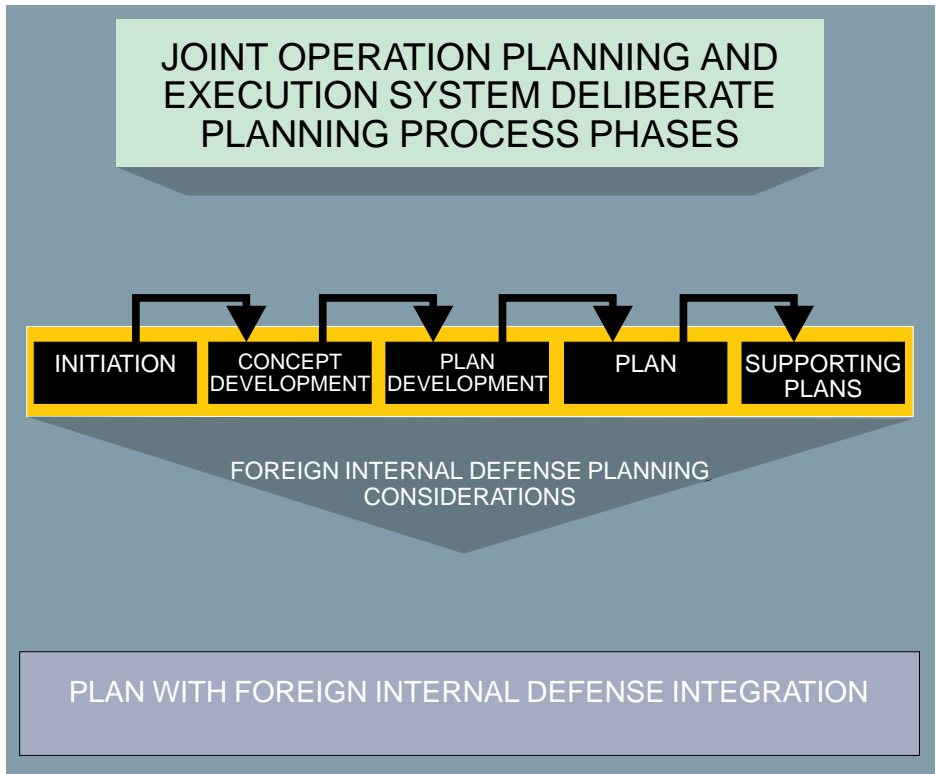 JOINT OPERATION PLANNING AND
EXECUTION SYSTEM DELIBERATE
PLANNING PROCESS PHASES
INITIATION
CONCEPT
DEVELOPMENT
PLAN
DEVELOPMENT
PLAN
SUPPORTING
PLANS
FOREIGN INTERNAL DEFENSE PLANNING
CONSIDERATIONS
PLAN WITH FOREIGN INTERNAL DEFENSE INTEGRATION